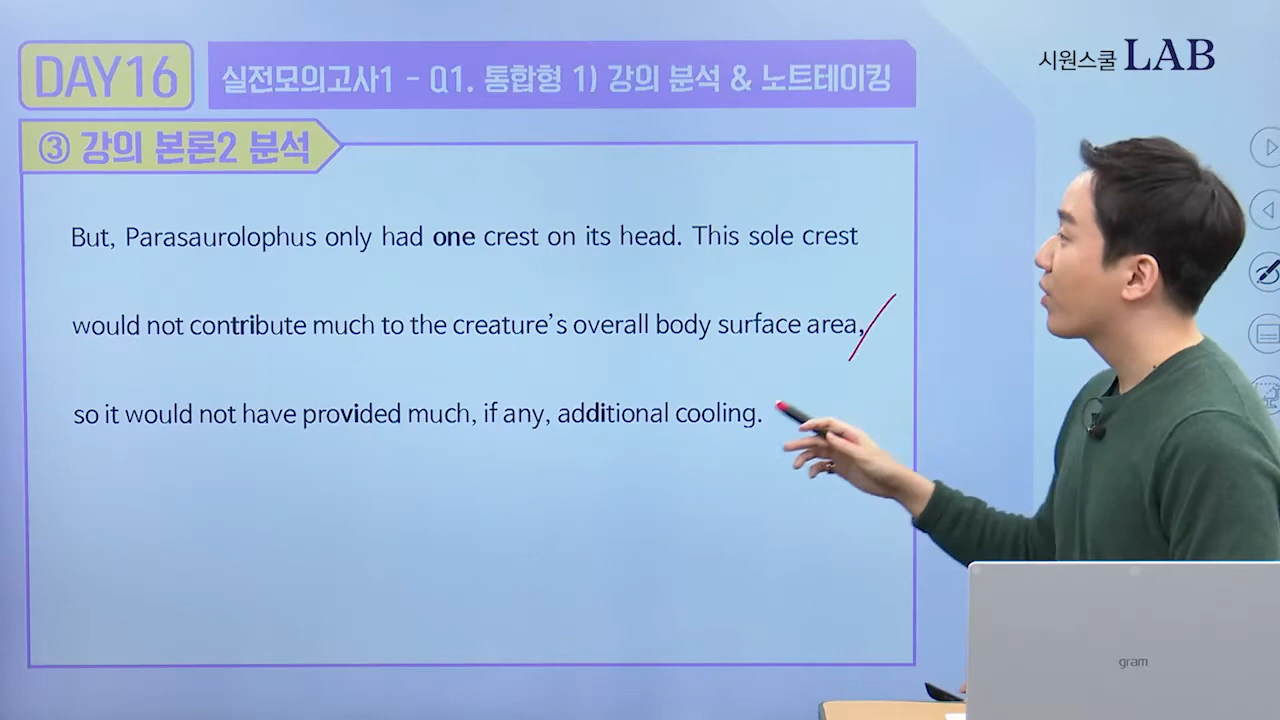 DAY16
실전모의고사1 - Q1. 통합형 1) 강의 분석 & 노트테이킹
시원스쿨 LAB
③ 강의 본론2 분석
But, Parasaurolophus only had one crest on its head. This sole crest
would not contribute much to the creature's overall body surface area,
so it would not have provided much, if any, additional cooling.
gram